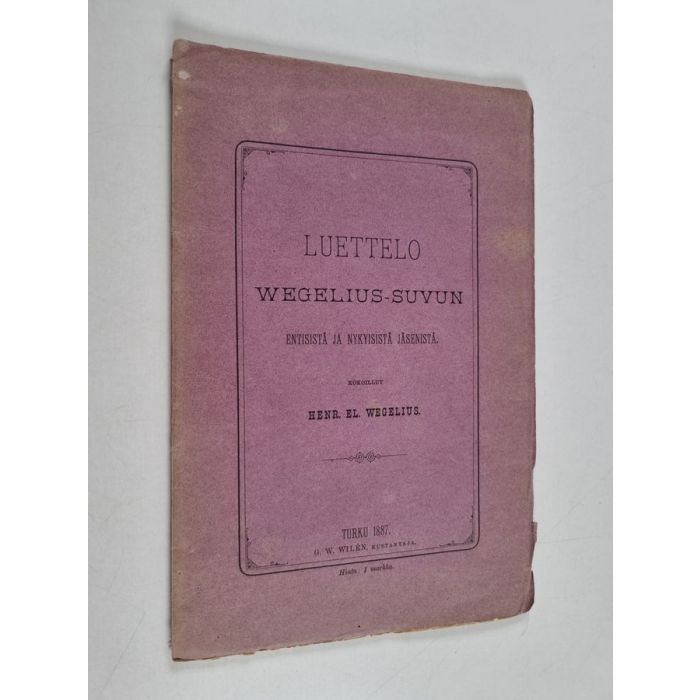 LUETTELO
WEGELIUS-SUVUN
ENTISISTÄ JA NYKYISISTÄ JÄSENISTÄ.
KOKOILLUT
HENR. EL. WEGELIUS.
TURKU 1887.
G. W. WILÉN, KUSTANTAJA.
Hinta: 1 markka.